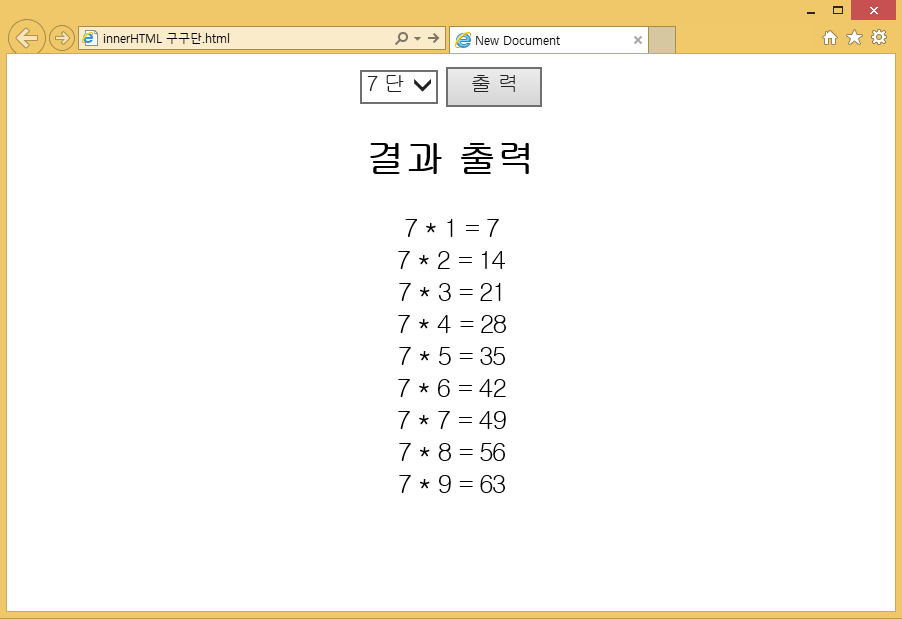 innerHTML 구구단.html
New Document
7 단 출 력
결과 출력
7 * 1 = 7
7 * 2 = 14
7 * 3 = 21
7 * 4 = 28
7 * 5 = 35
7 * 6 = 42
7 * 7 = 49
7 * 8 = 56
7 * 9 = 63